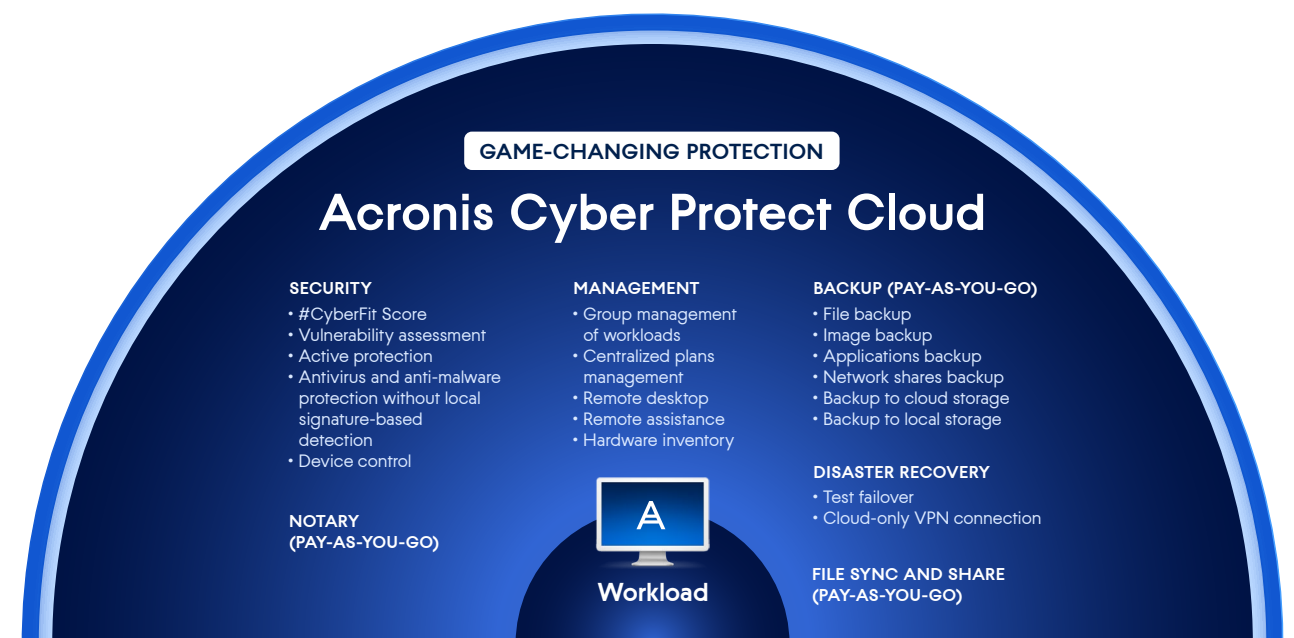 GAME-CHANGING PROTECTION
Acronis Cyber Protect Cloud
SECURITY
• #CyberFit Score
• Vulnerability assessment
• Active protection
• Antivirus and anti-malware
protection without local
signature-based
detection
• Device control
NOTARY
(PAY-AS-YOU-GO)
MANAGEMENT
• Group management
of workloads
• Centralized plans
management
• Remote desktop
• Remote assistance
• Hardware inventory
BACKUP (PAY-AS-YOU-GO)
• File backup
• Image backup
• Applications backup
• Network shares backup
• Backup to cloud storage
• Backup to local storage
DISASTER RECOVERY
• Test failover
• Cloud-only VPN connection
FILE SYNC AND SHARE
(PAY-AS-YOU-GO)
A
Workload